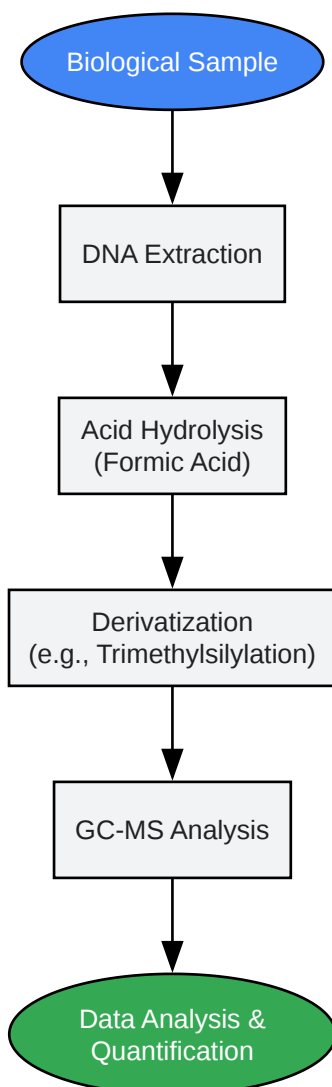 Biological Sample
DNA Extraction
Acid Hydrolysis
(Formic Acid)
Derivatization
(e.g., Trimethylsilylation)
GC-MS Analysis
Data Analysis &
Quantification